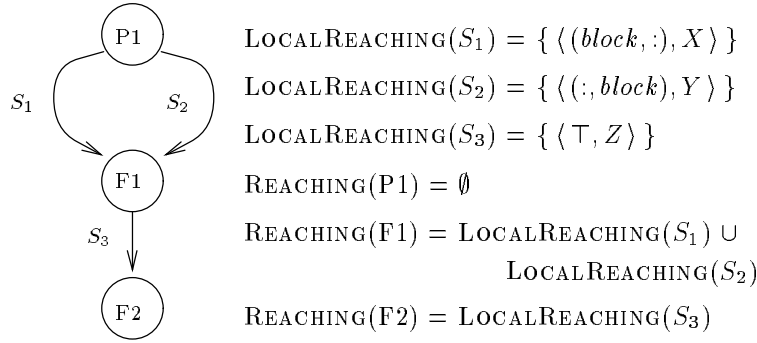 P1
S1
S2
F1
S3
F2
LOCALREACHING(S1) = { ⟨ (block, :), X ⟩ }
LOCALREACHING(S2) = { ⟨ (:, block), Y ⟩ }
LOCALREACHING(S3) = { ⟨ ⊤, Z ⟩ }
REACHING(P1) = ∅
REACHING(F1) = LOCALREACHING(S1) ∪
LOCALREACHING(S2)
REACHING(F2) = LOCALREACHING(S3)